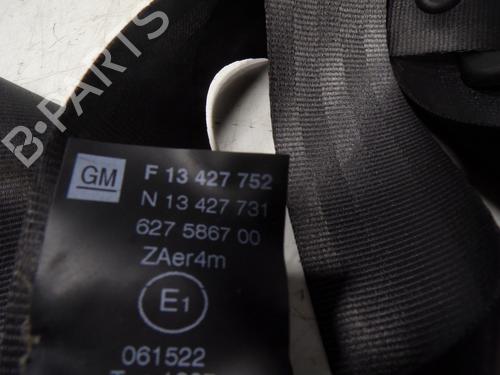 B-PARTS
GM
F 13 427 752
N 13 427 731
627 5867 00
ZAer4m
E1
061522